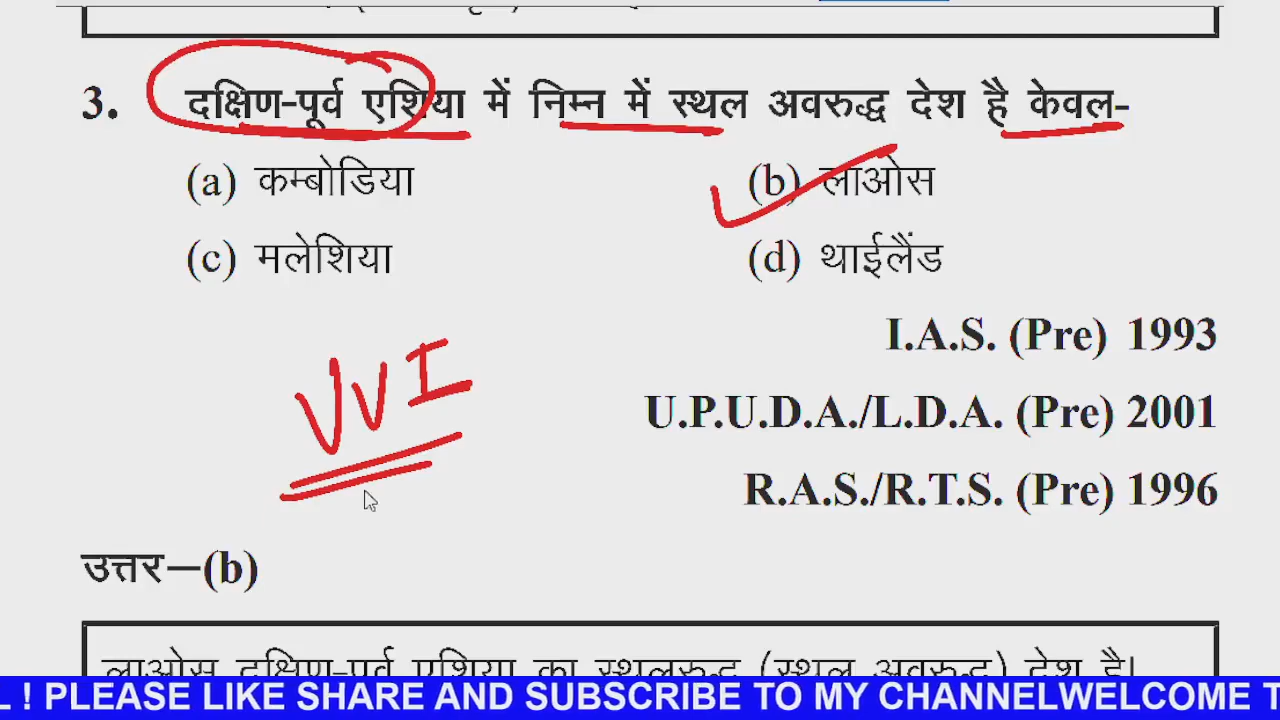 3. दक्षिण-पूर्व एशिया में निम्न में स्थल अवरुद्ध देश है केवल-
(a) कम्बोडिया (b) लाओस
(c) मलेशिया (d) थाईलैंड
I.A.S. (Pre) 1993
VVI
U.P.U.D.A./L.D.A. (Pre) 2001
R.A.S./R.T.S. (Pre) 1996
उत्तर—(b)
लाओस दक्षिण-पूर्व एशिया का स्थलरुद्ध (स्थल अवरुद्ध) देश है।
! PLEASE LIKE SHARE AND SUBSCRIBE TO MY CHANNELWELCOME T